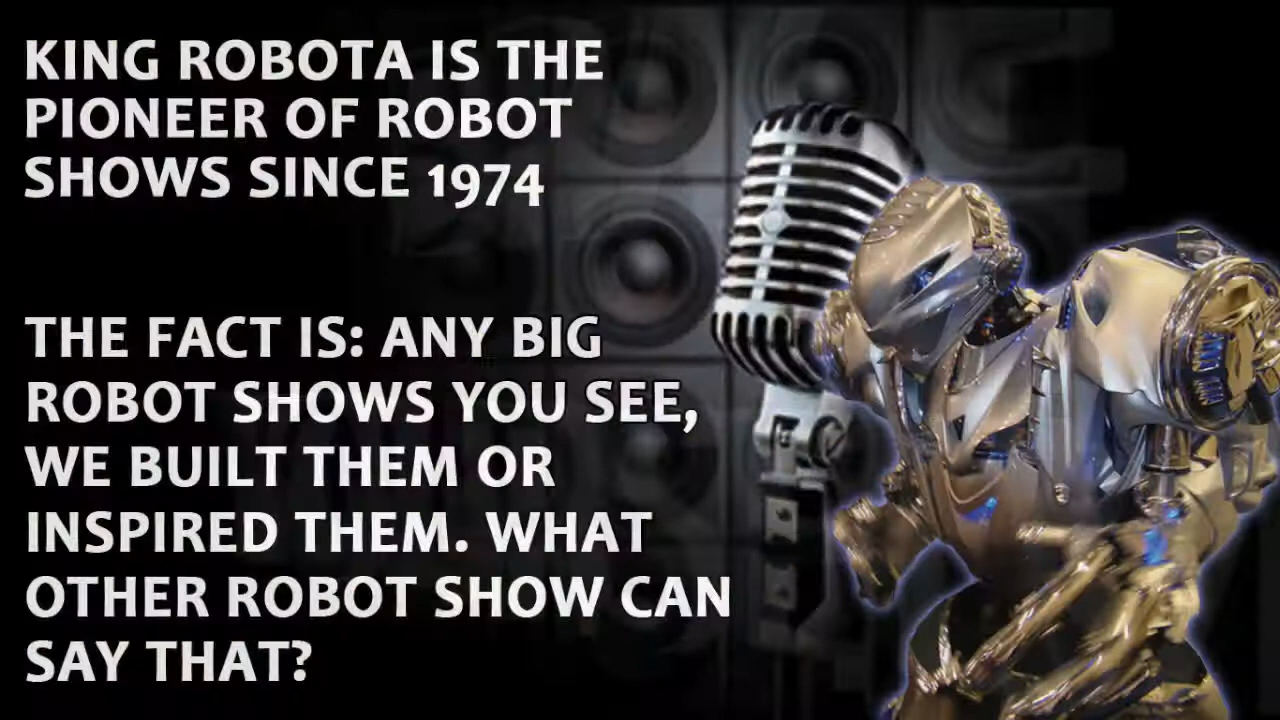 KING ROBOTA IS THE
PIONEER OF ROBOT
SHOWS SINCE 1974
THE FACT IS: ANY BIG
ROBOT SHOWS YOU SEE,
WE BUILT THEM OR
INSPIRED THEM. WHAT
OTHER ROBOT SHOW CAN
SAY THAT?